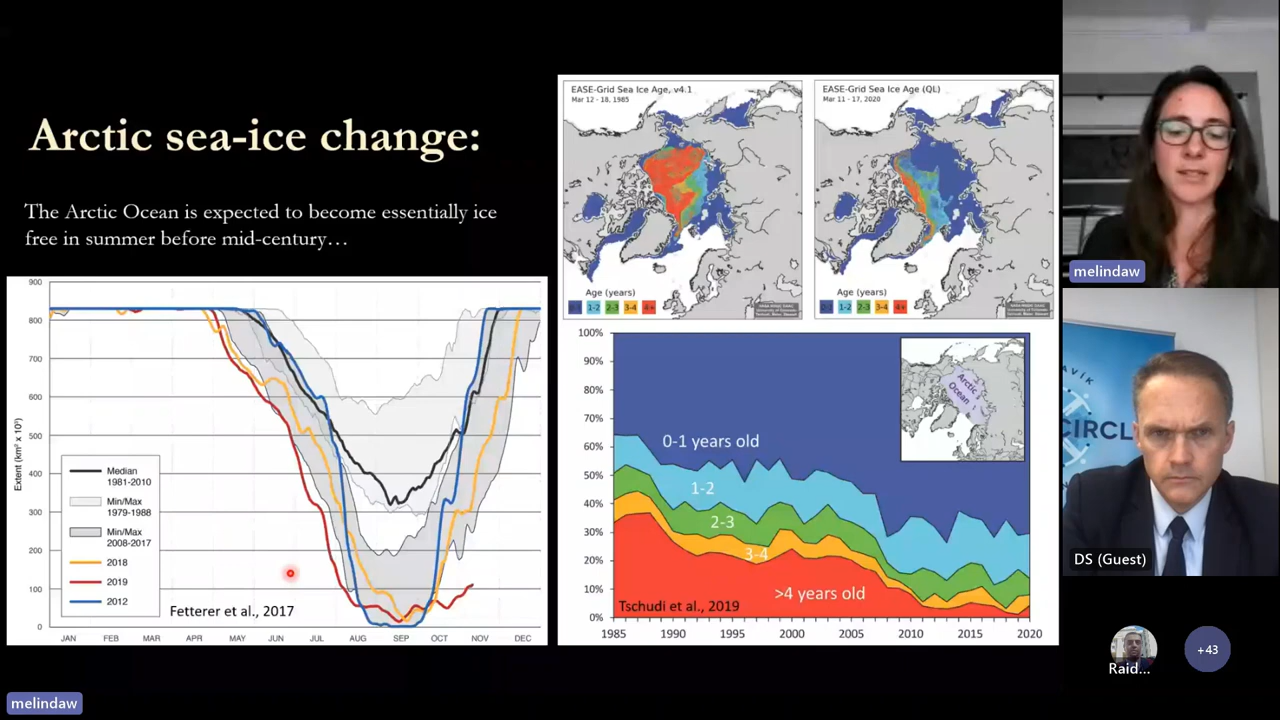 Arctic sea-ice change:
The Arctic Ocean is expected to become essentially ice
free in summer before mid-century…
900
800
700
600
500
400
300
200
100
0
Extent (km² x 10³)
Median
1981-2010
Min/Max
1979-1988
Min/Max
2008-2017
2018
2019
2012
Fetterer et al., 2017
JAN FEB MAR APR MAY JUN JUL AUG SEP OCT NOV DEC
EASE-Grid Sea Ice Age, v4.1
Mar 12 - 18, 1985
Age (years)
0-1 1-2 2-3 3-4 4+
EASE-Grid Sea Ice Age (QL)
Mar 11 - 17, 2020
Age (years)
0-1 1-2 2-3 3-4 4+
100%
90%
80%
70%
60%
50%
40%
30%
20%
10%
0%
Arctic
Ocean
0-1 years old
1-2
2-3
3-4
>4 years old
Tschudi et al., 2019
1985 1990 1995 2000 2005 2010 2015 2020
melindaw
AVÍK
CIRCL
DS (Guest)
Raid...
+43
melindaw